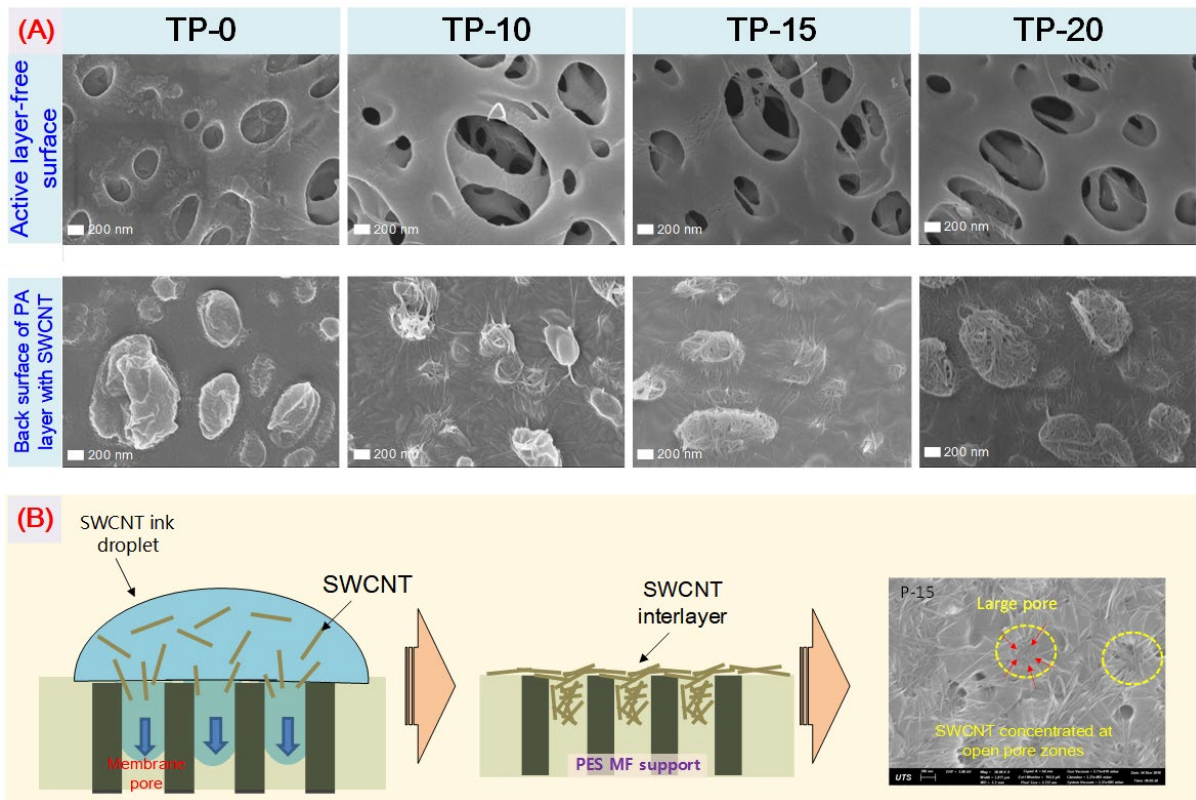 (A)
TP-0
TP-10
TP-15
TP-20
Active layer-free
surface
200 nm
200 nm
200 nm
200 nm
Back surface of PA
layer with SWCNT
200 nm
200 nm
200 nm
200 nm
(B)
SWCNT ink
droplet
SWCNT
Membrane
pore
SWCNT
interlayer
PES MF support
P-15
Large pore
SWCNT concentrated at
open pore zones
UTS